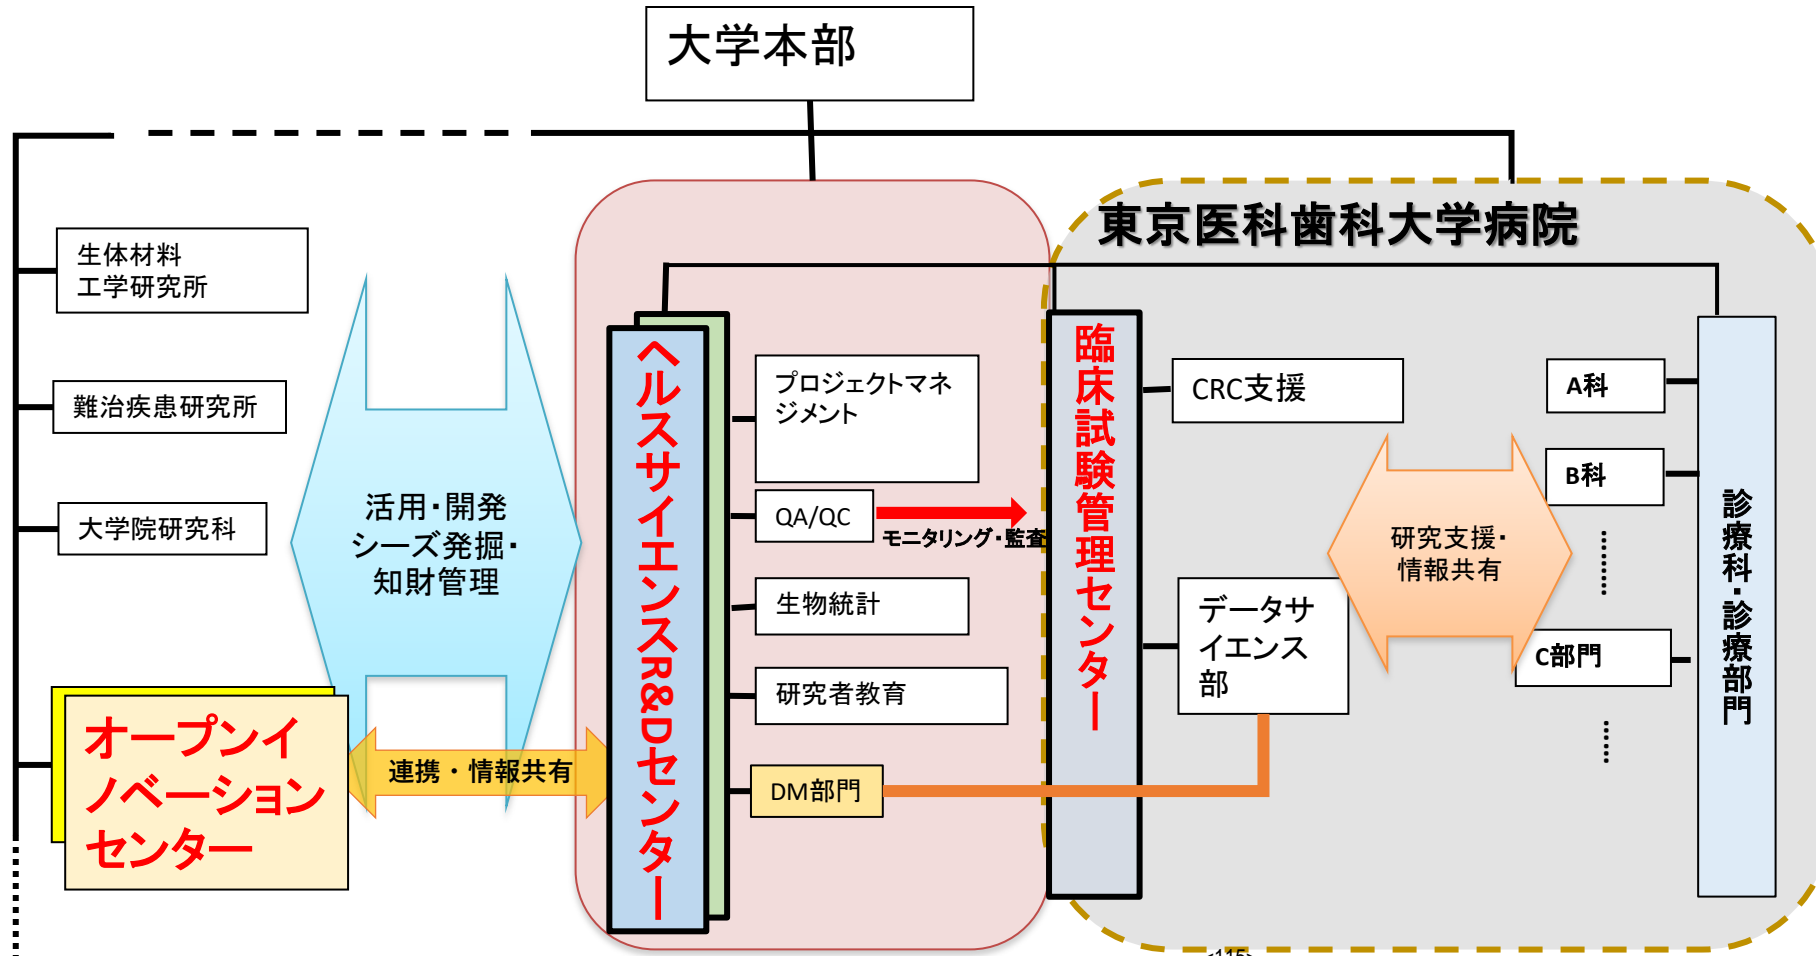 大学本部
東京医科歯科大学病院
生体材料
工学研究所
難治疾患研究所
大学院研究科
オープンイ
ノベーション
センター
活用・開発
シーズ発掘・
知財管理
連携・情報共有
ヘルスサイエンスR&Dセンター
プロジェクトマネ
ジメント
QA/QC
モニタリング・監査
生物統計
研究者教育
DM部門
臨床試験管理センター
CRC支援
データサ
イエンス
部
研究支援・
情報共有
A科
B科
C部門
診療科・診療部門